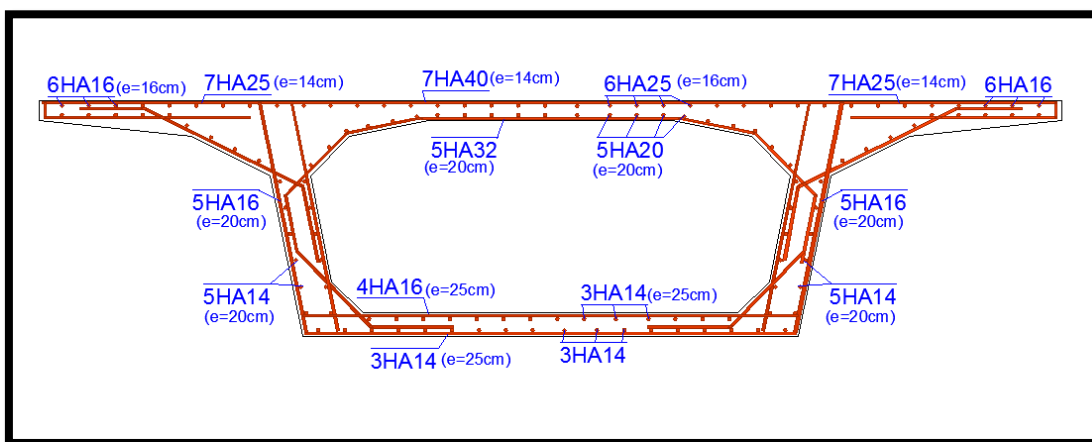 6HA16 (e=16cm)
7HA25 (e=14cm)
7HA40 (e=14cm)
6HA25 (e=16cm)
7HA25 (e=14cm)
6HA16
5HA32
(e=20cm)
5HA20
(e=20cm)
5HA16
(e=20cm)
5HA16
(e=20cm)
5HA14
(e=20cm)
4HA16 (e=25cm)
3HA14 (e=25cm)
5HA14
(e=20cm)
3HA14 (e=25cm)
3HA14